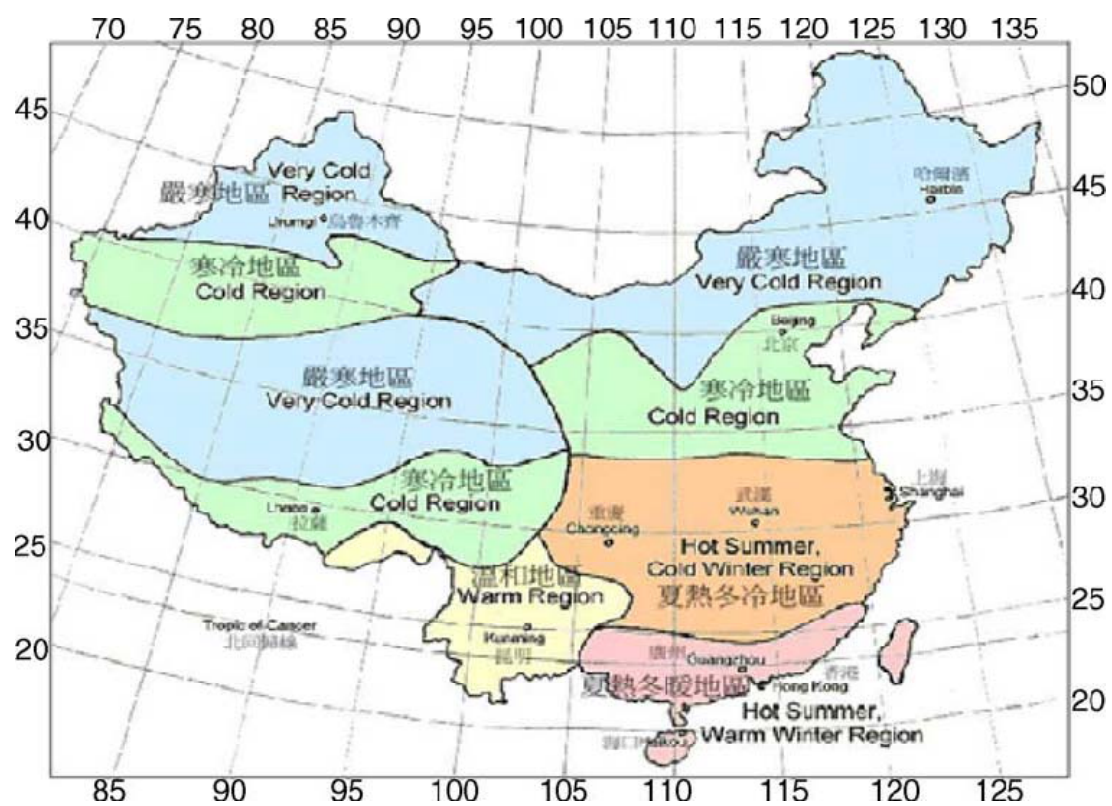 70 75 80 85 90 95 100 105 110 115 120 125 130 135
45
40
35
30
25
20
50
45
40
35
30
25
20
Very Cold
嚴寒地區 Region
Urumqi 烏魯木齊
哈爾濱
Harbin
寒冷地區
Cold Region
嚴寒地區
Very Cold Region
Beijing
北京
嚴寒地區
Very Cold Region
寒冷地區
Cold Region
寒冷地區
Cold Region
Lhasa
拉薩
上海
Shanghai
重慶
Chongqing
武漢
Wuhan
Hot Summer,
Cold Winter Region
夏熱冬冷地區
溫和地區
Warm Region
Kunming
昆明
Tropic of Cancer
北回歸線
廣州
Guangzhou
香港
Hong Kong
夏熱冬暖地區
Hot Summer,
Warm Winter Region
海口 Haikou
85 90 95 100 105 110 115 120 125